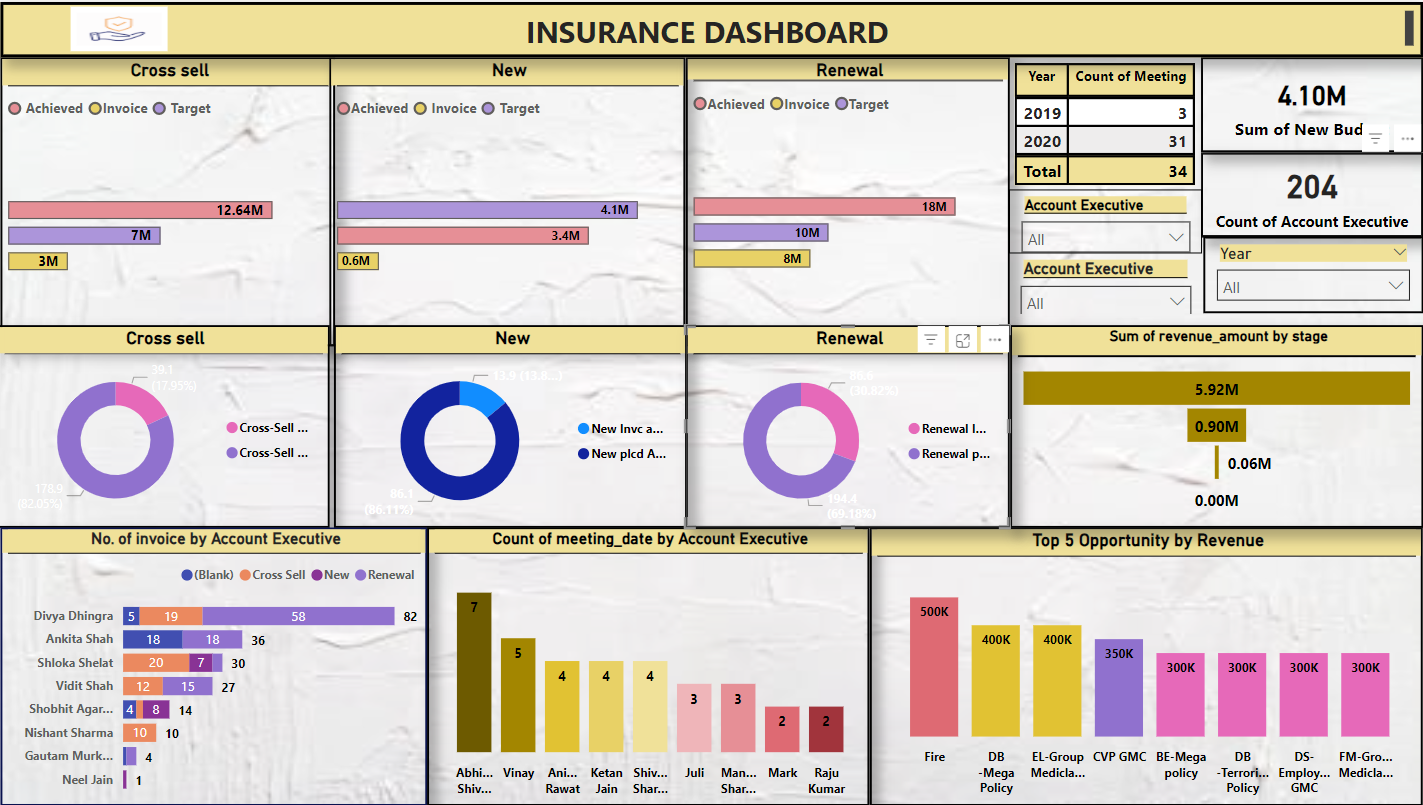 INSURANCE DASHBOARD
Cross sell
Achieved Invoice Target
12.64M
7M
3M
New
Achieved Invoice Target
4.1M
3.4M
0.6M
Renewal
Achieved Invoice Target
18M
10M
8M
Year Count of Meeting
2019 3
2020 31
Total 34
4.10M
Sum of New Bud
204
Count of Account Executive
Account Executive
All
Account Executive
All
Year
All
Cross sell
39.1
(17.95%)
178.9
(82.05%)
Cross-Sell ...
Cross-Sell ...
New
13.9 (13.8...)
86.1
(86.11%)
New Invc a...
New plcd A...
Renewal
(30.82%)
194.4
(69.18%)
Renewal I...
Renewal p...
Sum of revenue_amount by stage
5.92M
0.90M
0.06M
0.00M
No. of invoice by Account Executive
(Blank) Cross Sell New Renewal
Divya Dhingra 5 19 58 82
Ankita Shah 18 18 36
Shloka Shelat 20 7 30
Vidit Shah 12 15 27
Shobhit Agar... 4 8 14
Nishant Sharma 10 10
Gautam Murk... 4
Neel Jain 1
Count of meeting_date by Account Executive
7
5
4
4
4
3
3
2
2
Abhi...
Shiv...
Vinay
Ani...
Rawat
Ketan
Jain
Shiv...
Shar...
Juli
Man...
Shar...
Mark
Raju
Kumar
Top 5 Opportunity by Revenue
500K
400K
400K
350K
300K
300K
300K
300K
Fire
DB
-Mega
Policy
EL-Group
Medicla...
CVP GMC
BE-Mega
policy
DB
-Terrori...
Policy
DS-
Employ...
GMC
FM-Gro...
Medicla...